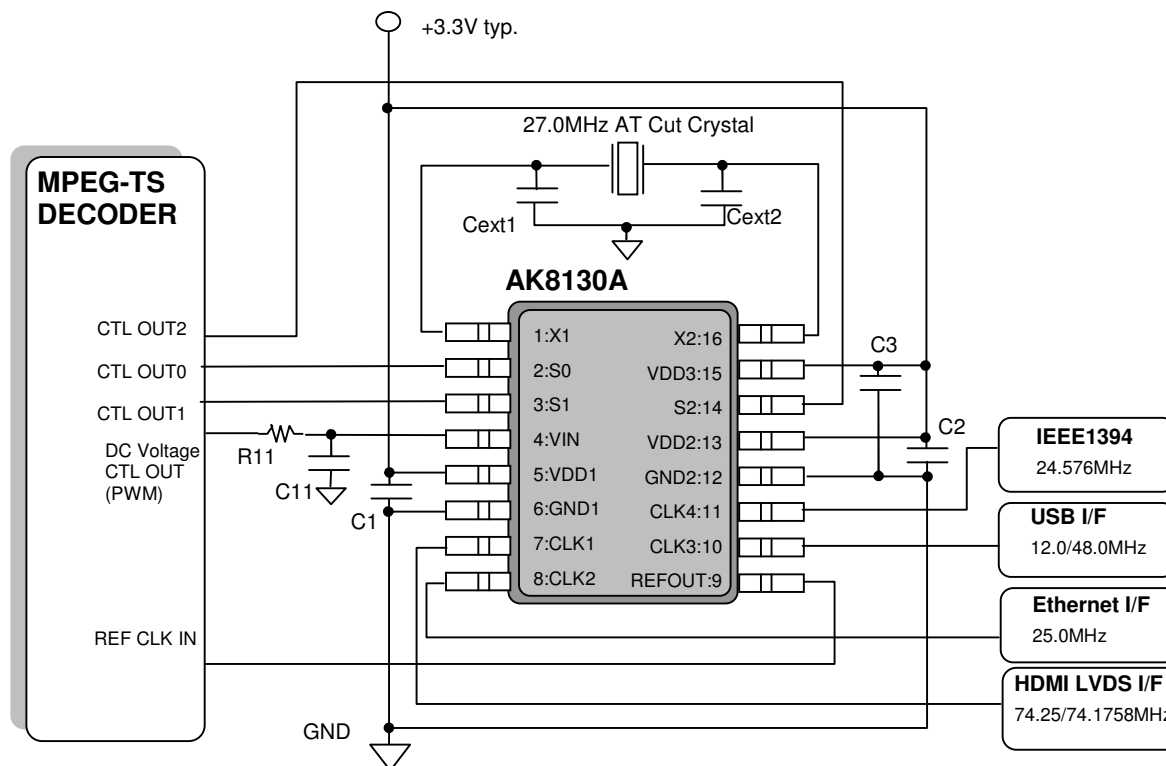 +3.3V typ.
27.0MHz AT Cut Crystal
MPEG-TS
DECODER
Cext1
Cext2
AK8130A
CTL OUT2
CTL OUT0
CTL OUT1
DC Voltage
CTL OUT
(PWM)
REF CLK IN
R11
C11
C1
1:X1
2:S0
3:S1
4:VIN
5:VDD1
6:GND1
7:CLK1
8:CLK2
X2:16
VDD3:15
S2:14
VDD2:13
GND2:12
CLK4:11
CLK3:10
REFOUT:9
C3
C2
IEEE1394
24.576MHz
USB I/F
12.0/48.0MHz
Ethernet I/F
25.0MHz
HDMI LVDS I/F
74.25/74.1758MHz
GND